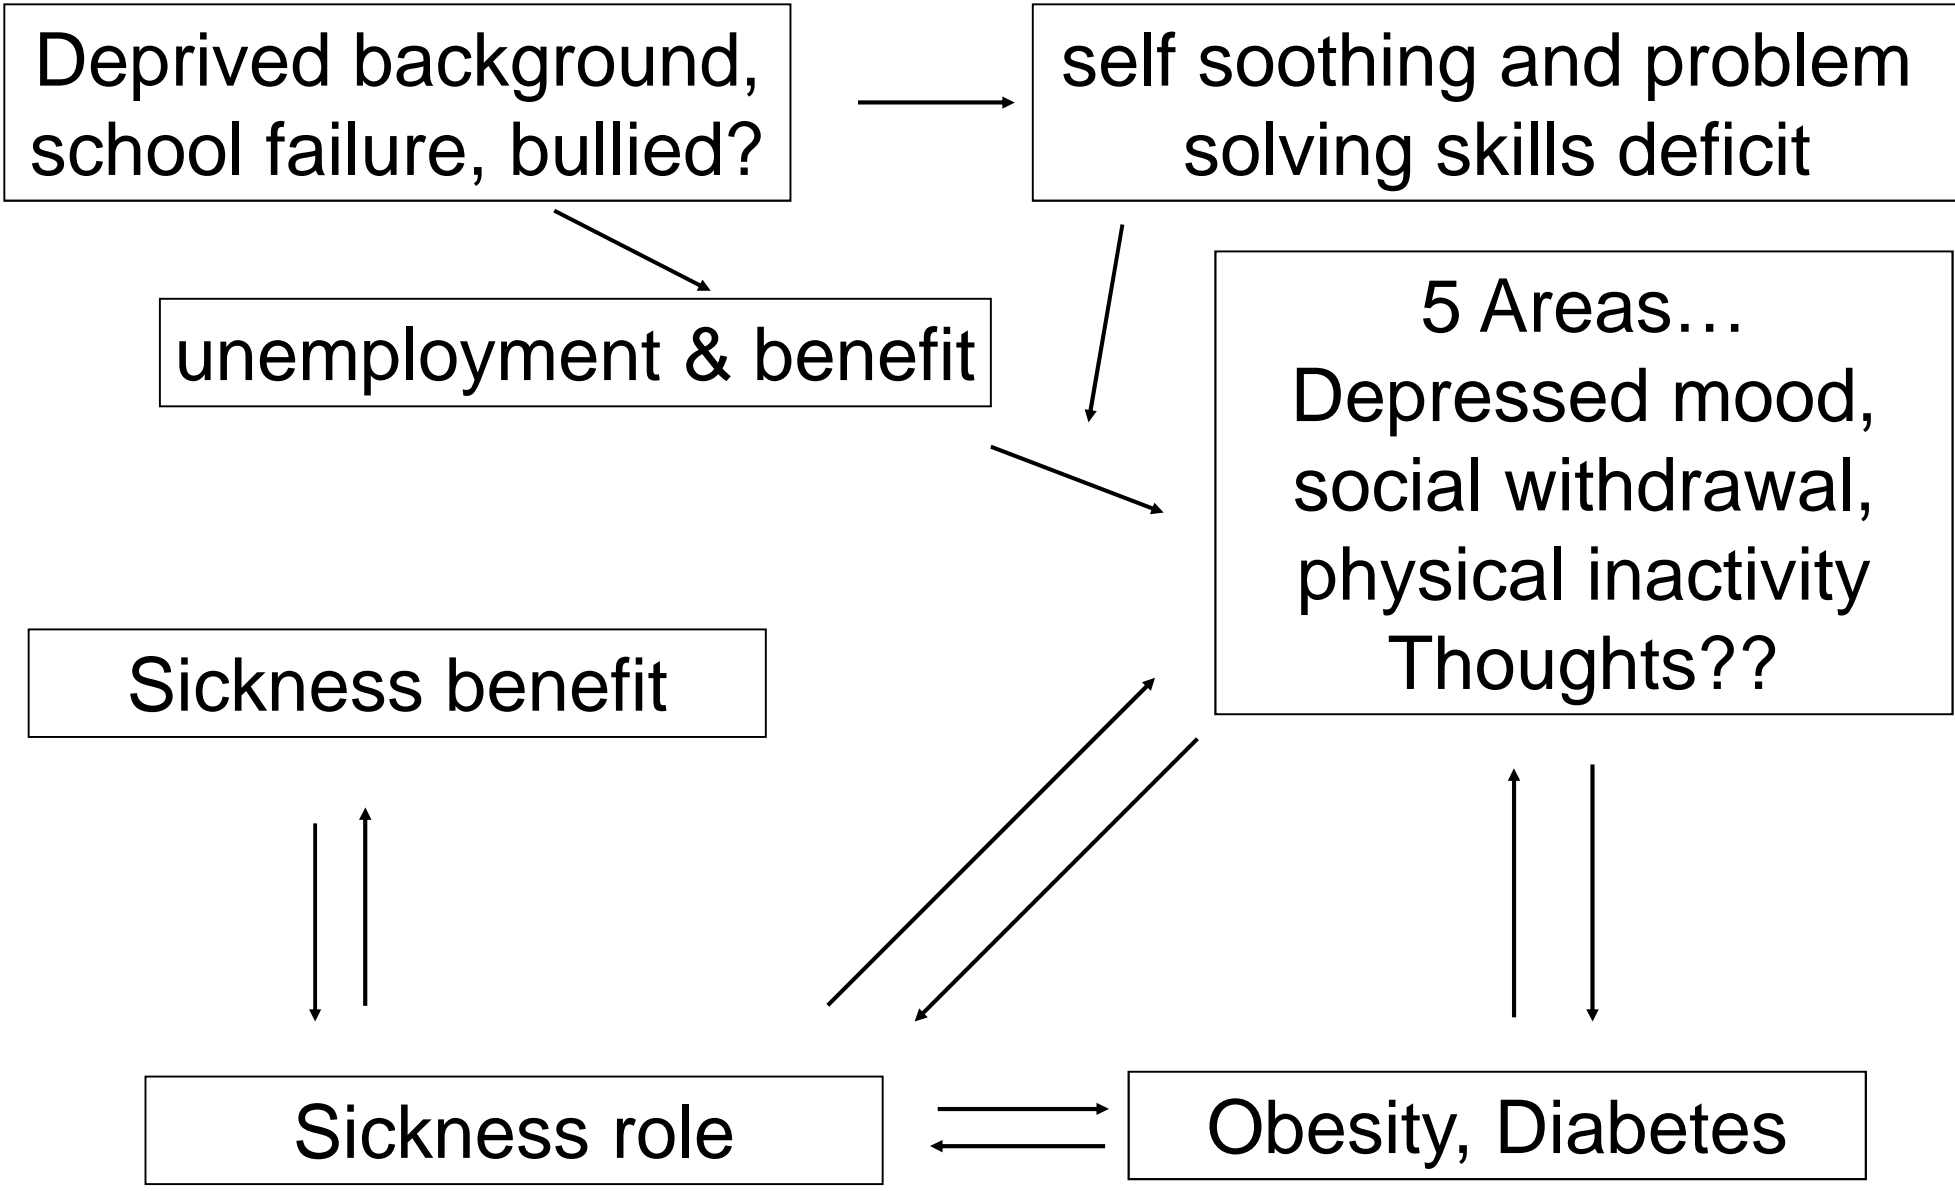 Deprived background,
school failure, bullied?
self soothing and problem
solving skills deficit
unemployment & benefit
5 Areas…
Depressed mood,
social withdrawal,
physical inactivity
Thoughts??
Sickness benefit
Sickness role
Obesity, Diabetes